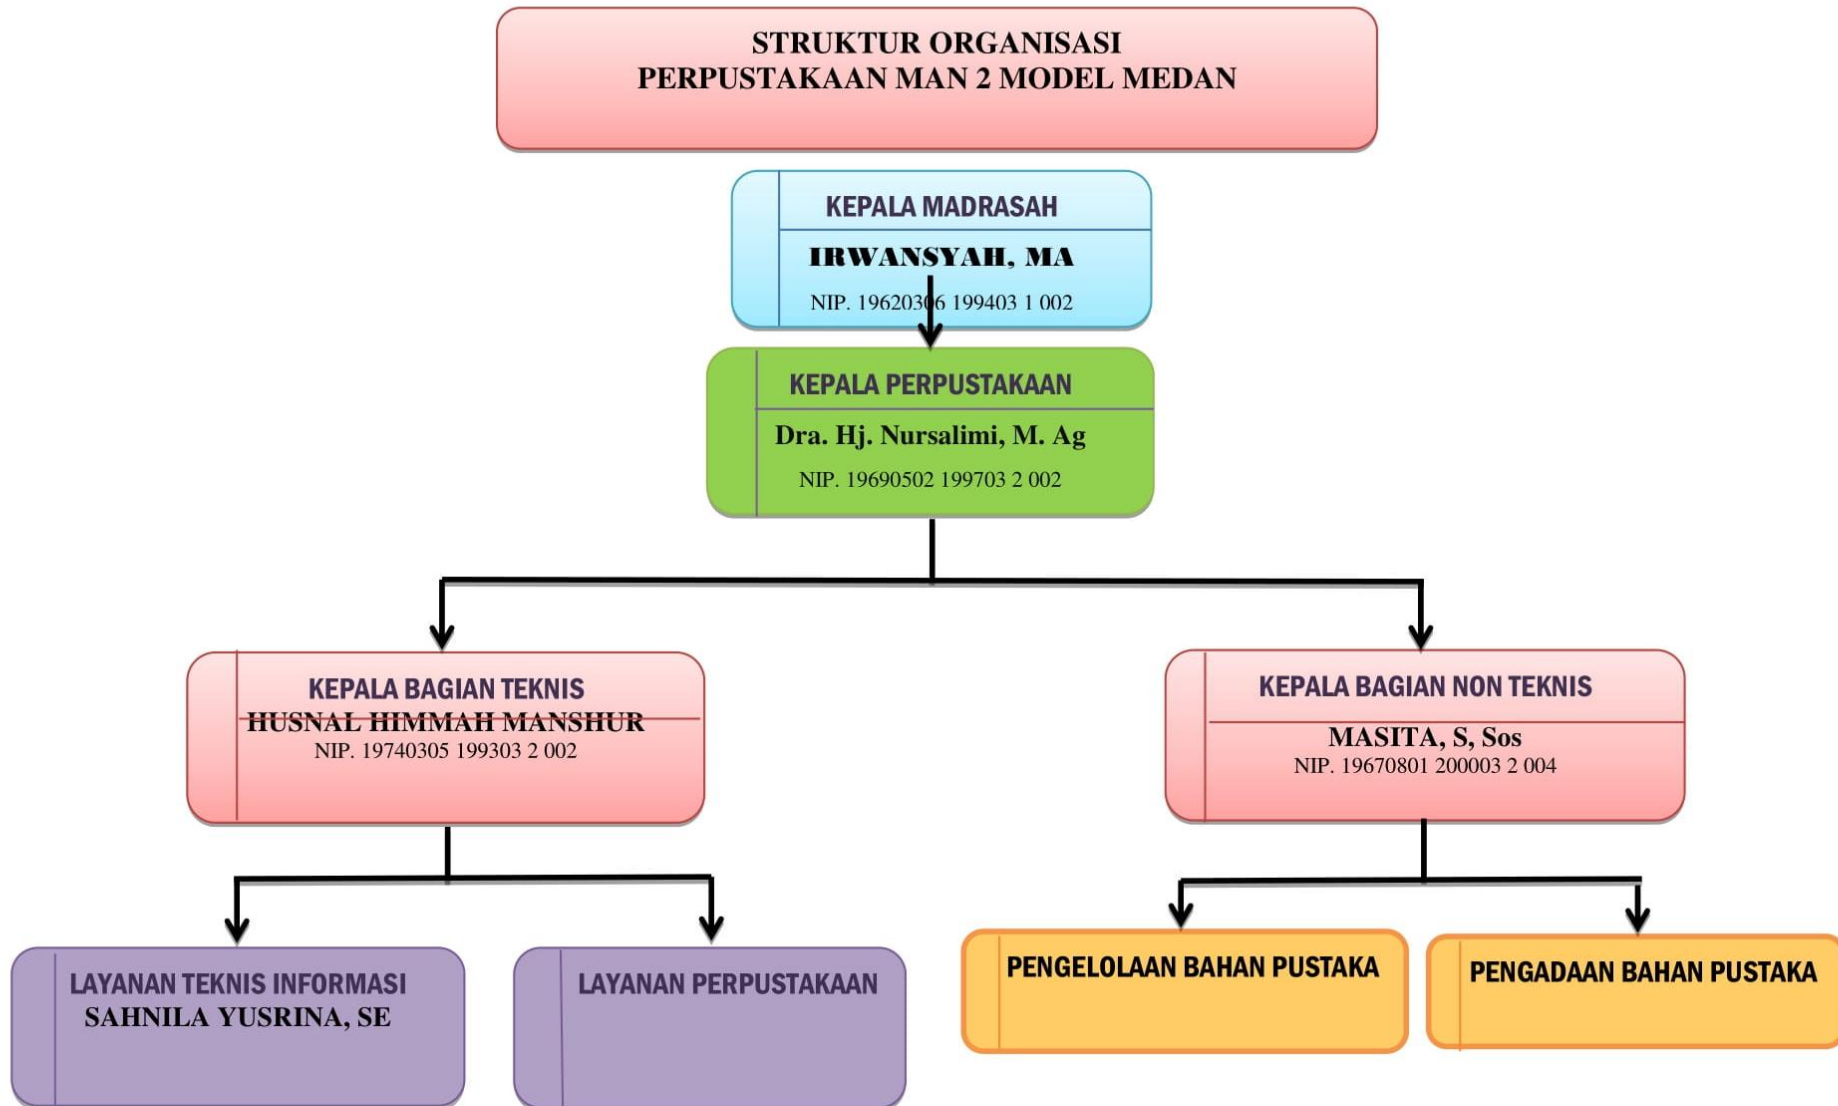 STRUKTUR ORGANISASI
PERPUSTAKAAN MAN 2 MODEL MEDAN
KEPALA MADRASAH
IRWANSYAH, MA
NIP. 19620306 199403 1 002
KEPALA PERPUSTAKAAN
Dra. Hj. Nursalimi, M. Ag
NIP. 19690502 199703 2 002
KEPALA BAGIAN TEKNIS
HUSNAL HIMMAH MANSHUR
NIP. 19740305 199303 2 002
KEPALA BAGIAN NON TEKNIS
MASITA, S, Sos
NIP. 19670801 200003 2 004
LAYANAN TEKNIS INFORMASI
SAHNILA YUSRINA, SE
LAYANAN PERPUSTAKAAN
PENGELOLAAN BAHAN PUSTAKA
PENGADAAN BAHAN PUSTAKA